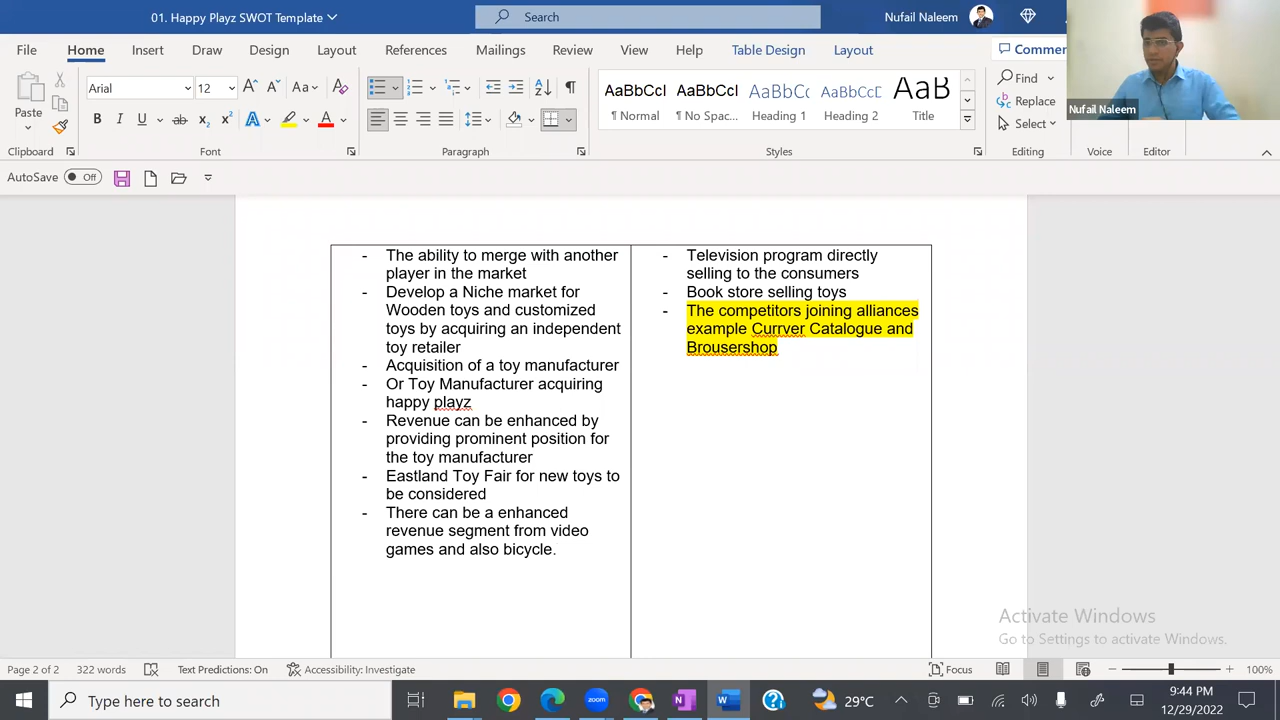 01. Happy Playz SWOT Template
Search
Nufail Naleem
File
Home
Insert
Draw
Design
Layout
References
Mailings
Review
View
Help
Table Design
Layout
Paste
Clipboard
Arial
12
Font
Paragraph
AaBbCcI
¶ Normal
AaBbCcI
¶ No Spac...
AaBbCc
Heading 1
AaBbCcD
Heading 2
AaB
Title
Styles
Find
Replace
Select
Editing
Voice
Editor
Nufail Naleem
AutoSave Off
- The ability to merge with another
player in the market
- Develop a Niche market for
Wooden toys and customized
toys by acquiring an independent
toy retailer
- Acquisition of a toy manufacturer
- Or Toy Manufacturer acquiring
happy playz
- Revenue can be enhanced by
providing prominent position for
the toy manufacturer
- Eastland Toy Fair for new toys to
be considered
- There can be a enhanced
revenue segment from video
games and also bicycle.
- Television program directly
selling to the consumers
- Book store selling toys
- The competitors joining alliances
example Currver Catalogue and
Brousershop
Activate Windows
Go to Settings to activate Windows.
Page 2 of 2
322 words
Text Predictions: On
Accessibility: Investigate
Focus
100%
Type here to search
zoom
29°C
9:44 PM
12/29/2022